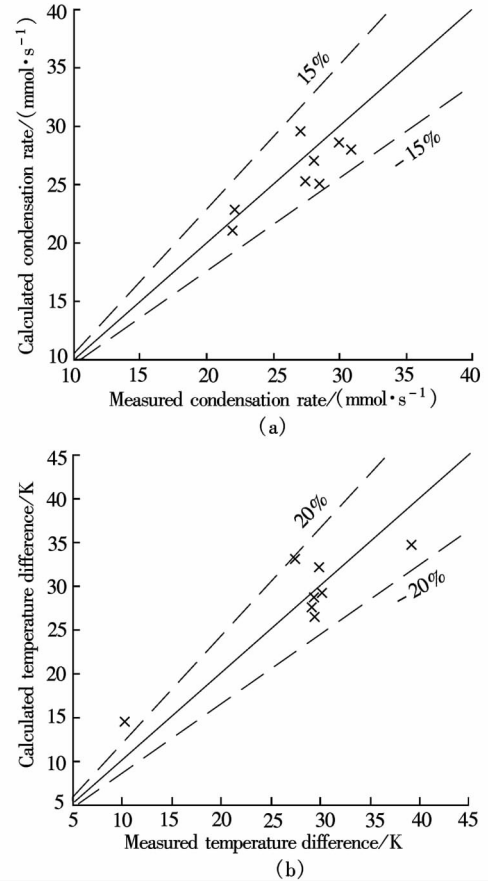 40
35
30
25
20
15
10
Calculated condensation rate/(mmol·s⁻¹)
15%
-15%
10 15 20 25 30 35 40
Measured condensation rate/(mmol·s⁻¹)
(a)
45
40
35
30
25
20
15
10
5
Calculated temperature difference/K
20%
-20%
5 10 15 20 25 30 35 40 45
Measured temperature difference/K
(b)